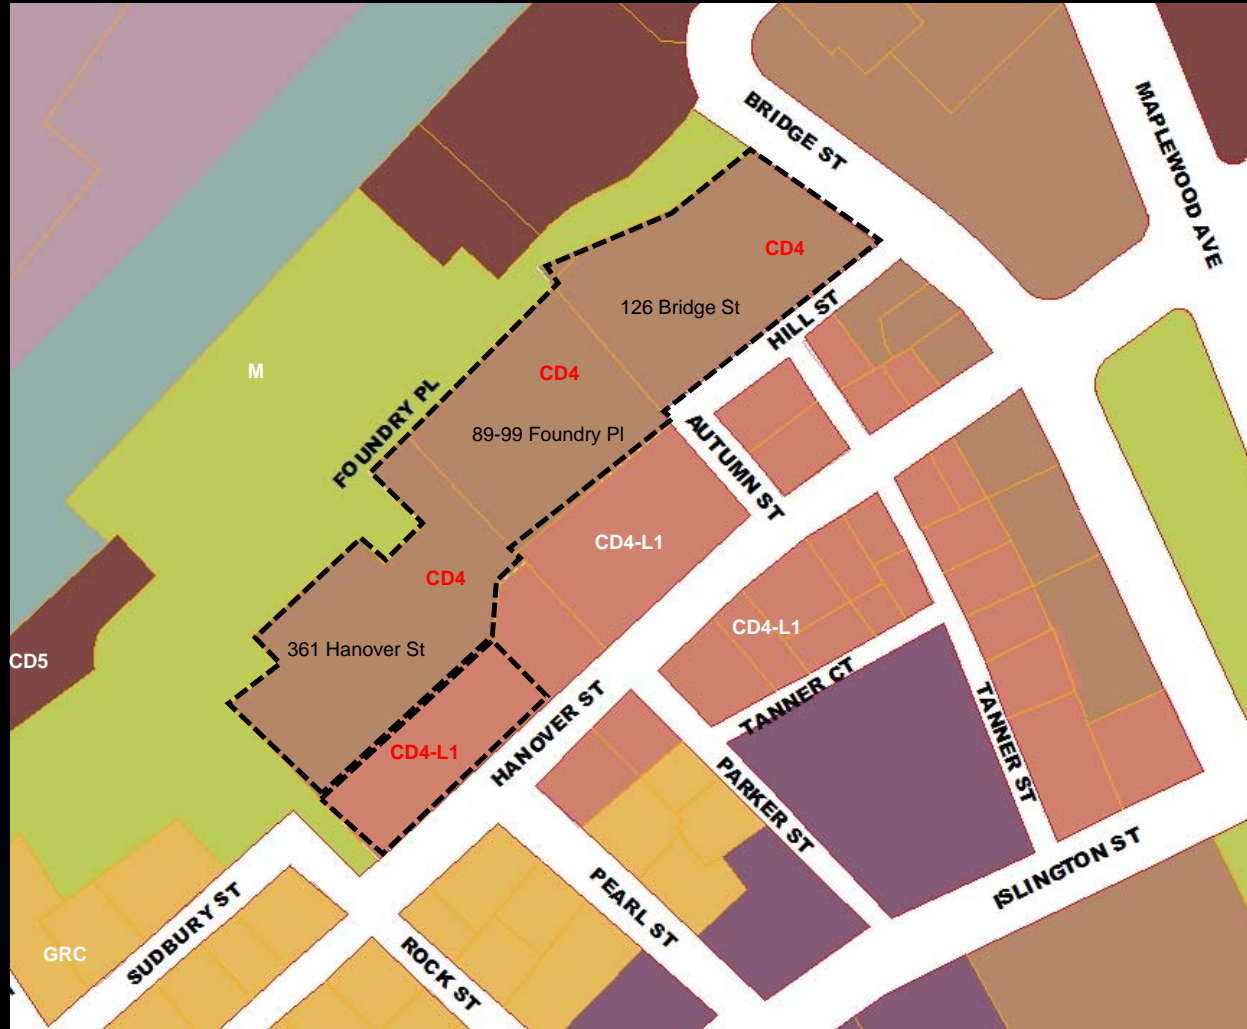 BRIDGE ST
MAPLEWOOD AVE
CD4
126 Bridge St
HILL ST
M
CD4
FOUNDRY PL
89-99 Foundry Pl
AUTUMN ST
CD4-L1
CD4
CD4-L1
361 Hanover St
CD5
TANNER CT
TANNER ST
HANOVER ST
CD4-L1
PARKER ST
ISLINGTON ST
PEARL ST
SUDBURY ST
GRC
ROCK ST